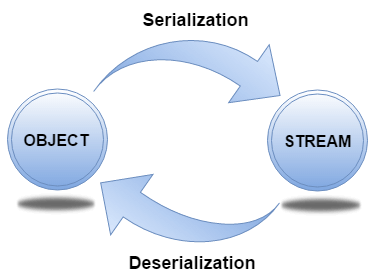 Serialization
OBJECT
STREAM
Deserialization